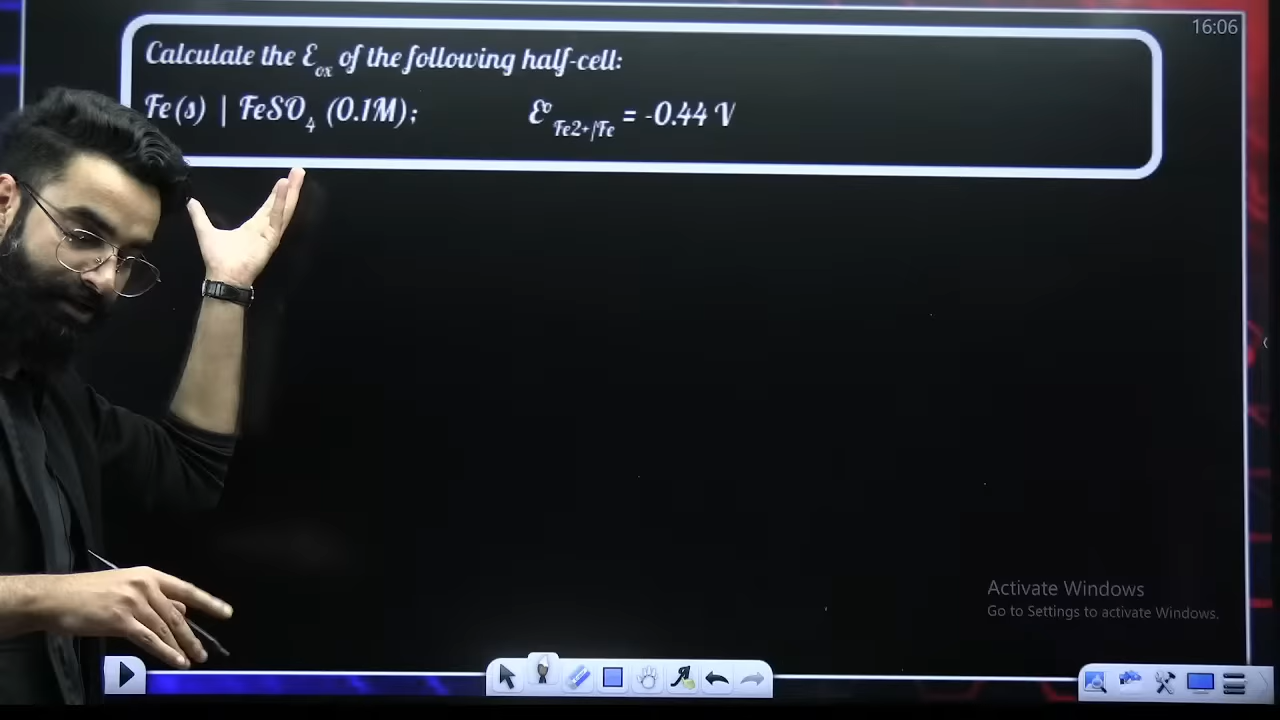 16:06
Calculate the Ɛox of the following half-cell:
Fe(s) | FeSO4 (0.1M); Ɛ°Fe2+/Fe = -0.44 V
Activate Windows
Go to Settings to activate Windows.